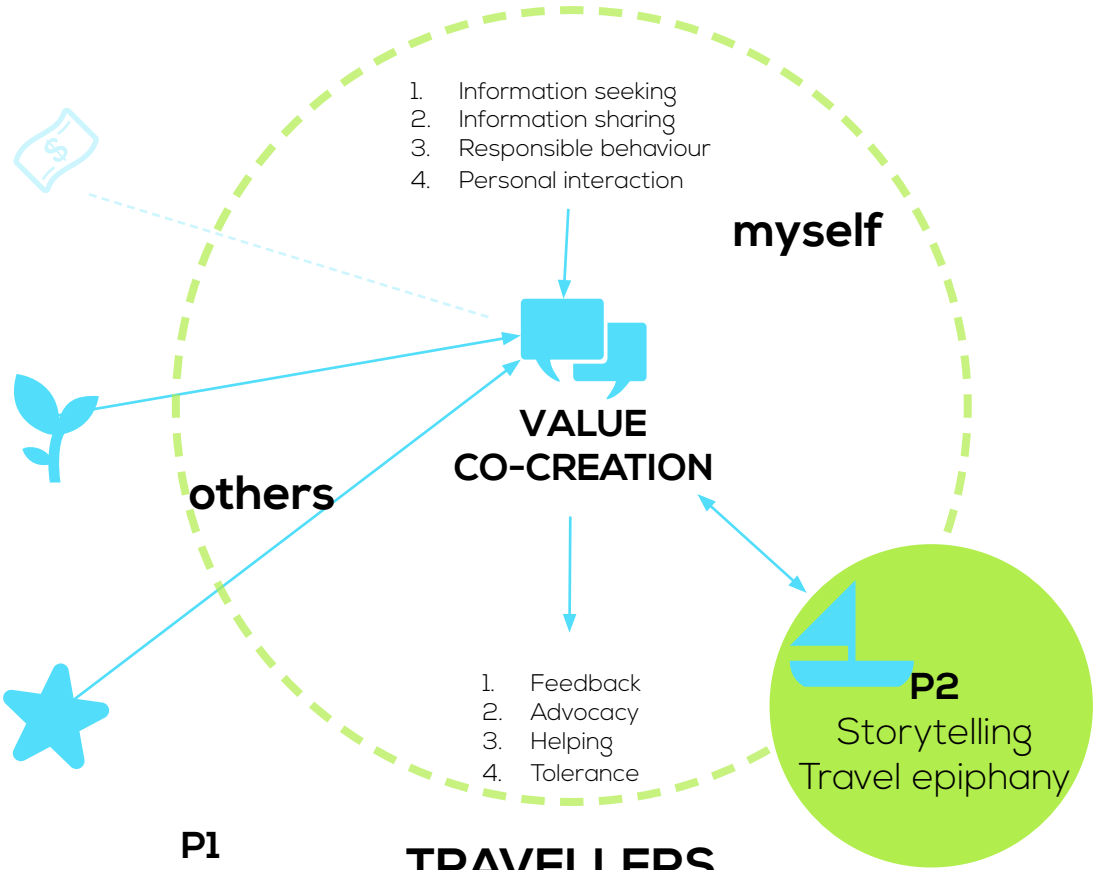 $
1. Information seeking
2. Information sharing
3. Responsible behaviour
4. Personal interaction
myself
VALUE
CO-CREATION
others
1. Feedback
2. Advocacy
3. Helping
4. Tolerance
P2
Storytelling
Travel epiphany
P1
TRAVELLERS